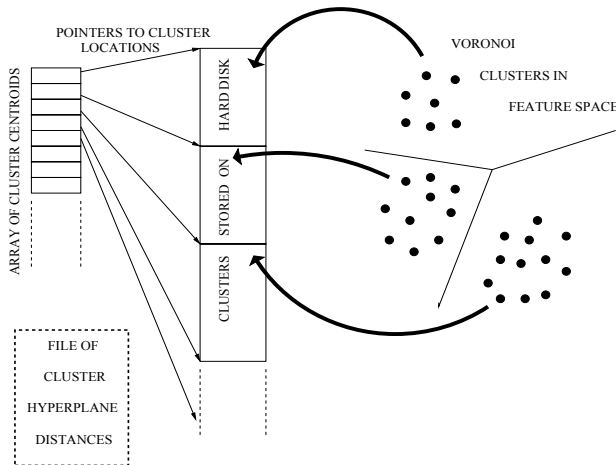 POINTERS TO CLUSTER
LOCATIONS
ARRAY OF CLUSTER CENTROIDS
HARD DISK
STORED ON
CLUSTERS
VORONOI
CLUSTERS IN
FEATURE SPACE
FILE OF
CLUSTER
HYPERPLANE
DISTANCES